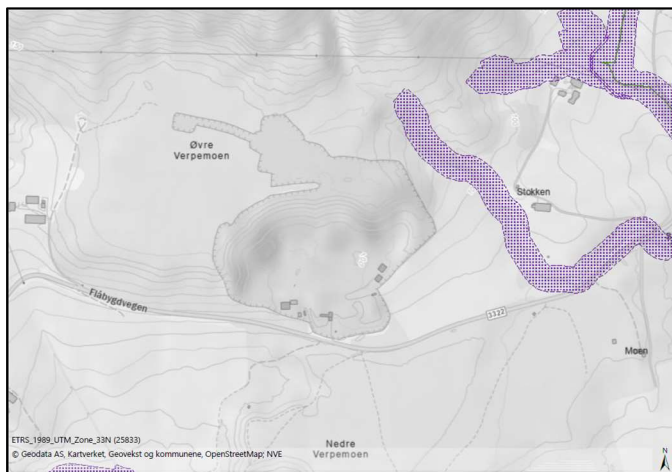 Øvre
Verpemoen
Stokken
Flåbygdvegen
3322
Moen
ETRS_1989_UTM_Zone_33N (25833)
© Geodata AS, Kartverket, Geovekst og kommunene, OpenStreetMap; NVE
Nedre
Verpemoen